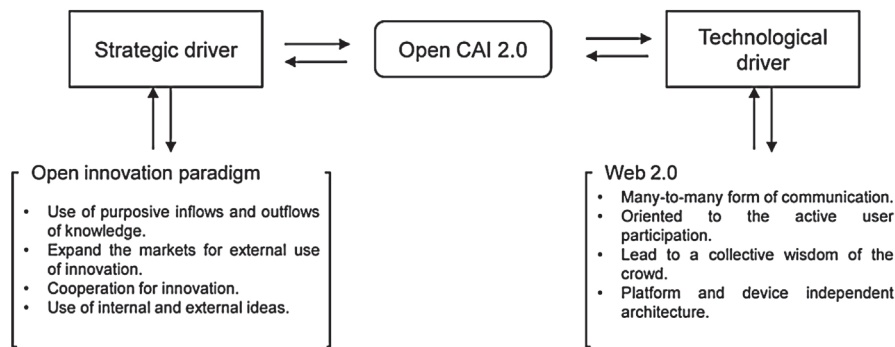 Strategic driver
Open CAI 2.0
Technological
driver
Open innovation paradigm
• Use of purposive inflows and outflows
of knowledge.
• Expand the markets for external use
of innovation.
• Cooperation for innovation.
• Use of internal and external ideas.
Web 2.0
• Many-to-many form of communication.
• Oriented to the active user
participation.
• Lead to a collective wisdom of the
crowd.
• Platform and device independent
architecture.